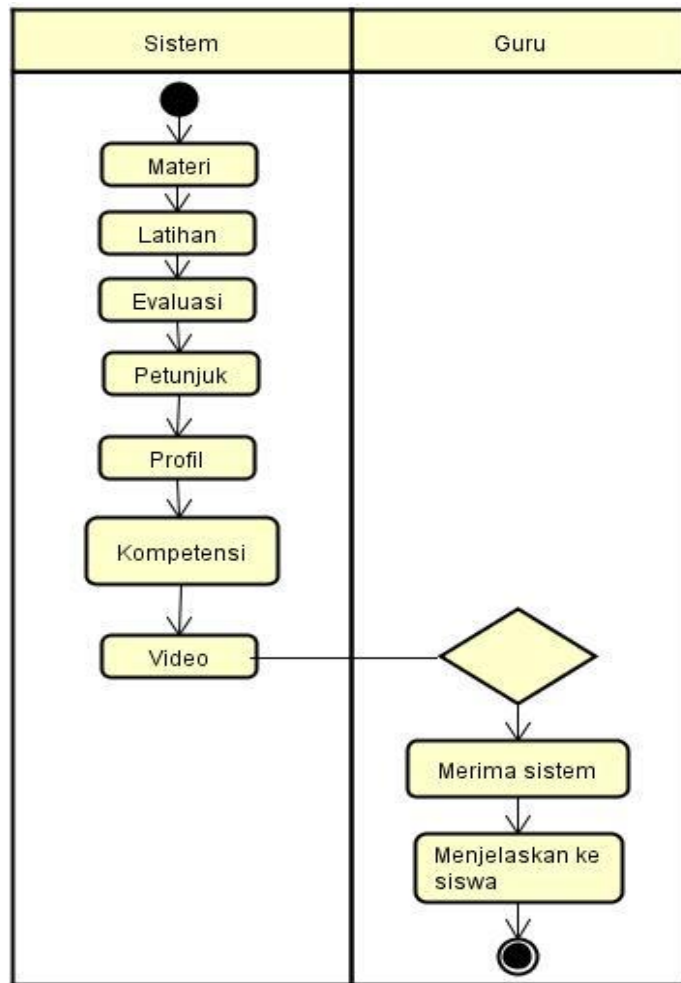 Sistem
Guru
Materi
Latihan
Evaluasi
Petunjuk
Profil
Kompetensi
Video
Merima sistem
Menjelaskan ke
siswa